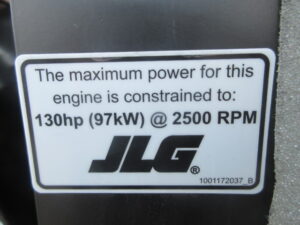 The maximum power for this
engine is constrained to:
130hp (97kW) @ 2500 RPM
JLG®
1001172037_B